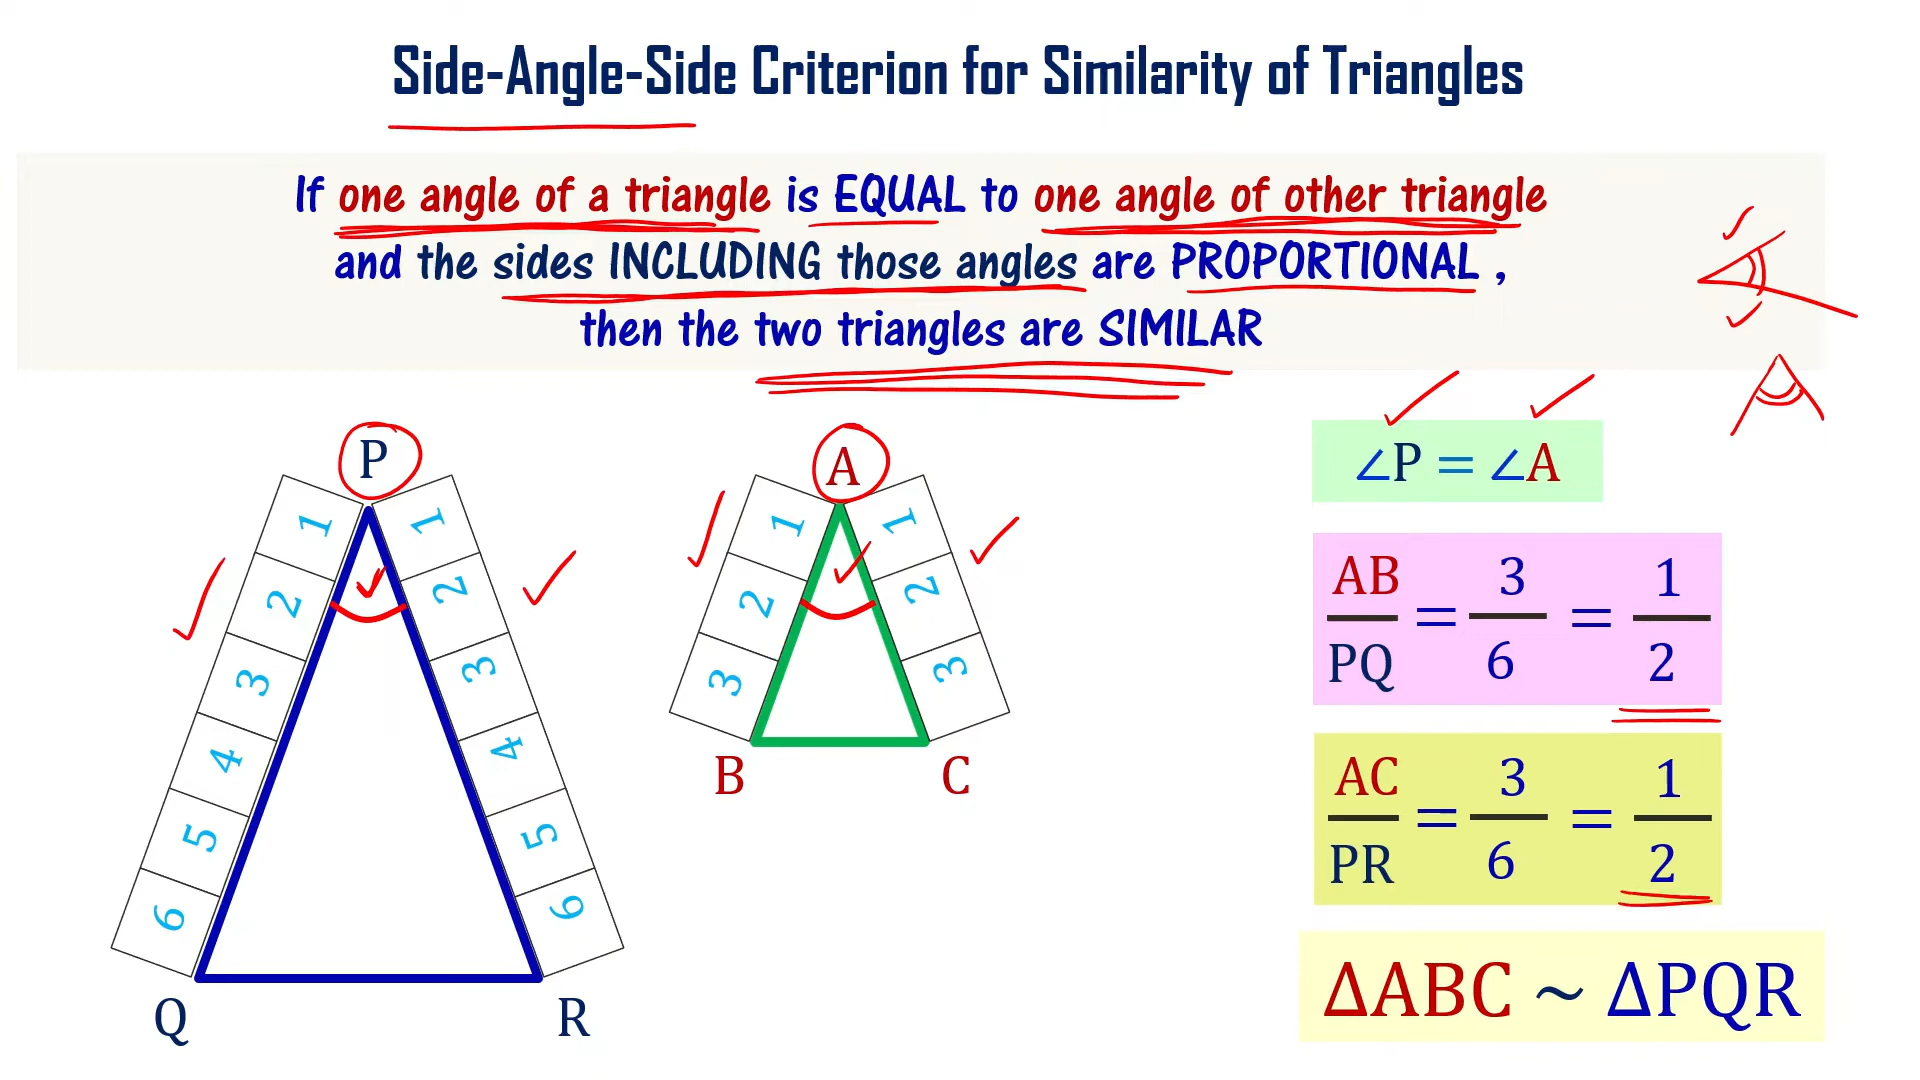 Side-Angle-Side Criterion for Similarity of Triangles
If one angle of a triangle is EQUAL to one angle of other triangle
and the sides INCLUDING those angles are PROPORTIONAL ,
then the two triangles are SIMILAR
P
1
2
3
4
5
6
1
2
3
4
5
6
Q
R
A
1
2
3
1
2
3
B
C
∠P = ∠A
AB/PQ = 3/6 = 1/2
AC/PR = 3/6 = 1/2
ΔABC ~ ΔPQR